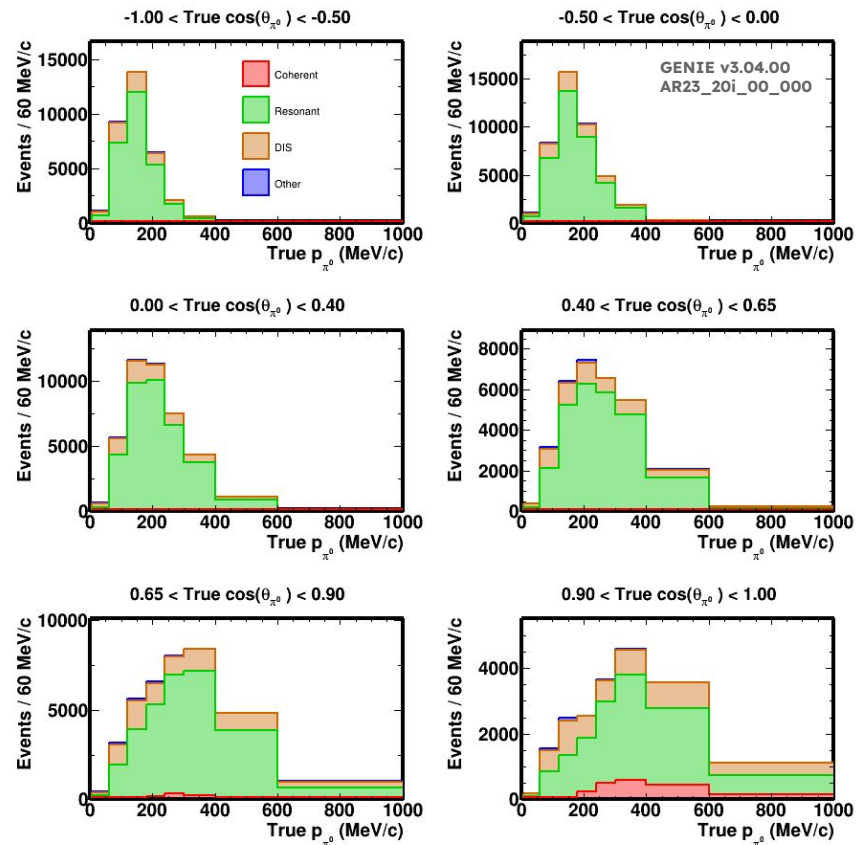 -1.00 < True cos(θπ⁰) < -0.50
Events / 60 MeV/c
15000
10000
5000
0
Coherent
Resonant
DIS
Other
0 200 400 600 800 1000
True pπ⁰ (MeV/c)
-0.50 < True cos(θπ⁰) < 0.00
Events / 60 MeV/c
15000
10000
5000
0
GENIE v3.04.00
AR23_20i_00_000
0 200 400 600 800 1000
True pπ⁰ (MeV/c)
0.00 < True cos(θπ⁰) < 0.40
Events / 60 MeV/c
10000
5000
0
0 200 400 600 800 1000
True pπ⁰ (MeV/c)
0.40 < True cos(θπ⁰) < 0.65
Events / 60 MeV/c
8000
6000
4000
2000
0
0 200 400 600 800 1000
True pπ⁰ (MeV/c)
0.65 < True cos(θπ⁰) < 0.90
Events / 60 MeV/c
10000
5000
0
0 200 400 600 800 1000
True pπ⁰ (MeV/c)
0.90 < True cos(θπ⁰) < 1.00
Events / 60 MeV/c
4000
2000
0
0 200 400 600 800 1000
True pπ⁰ (MeV/c)